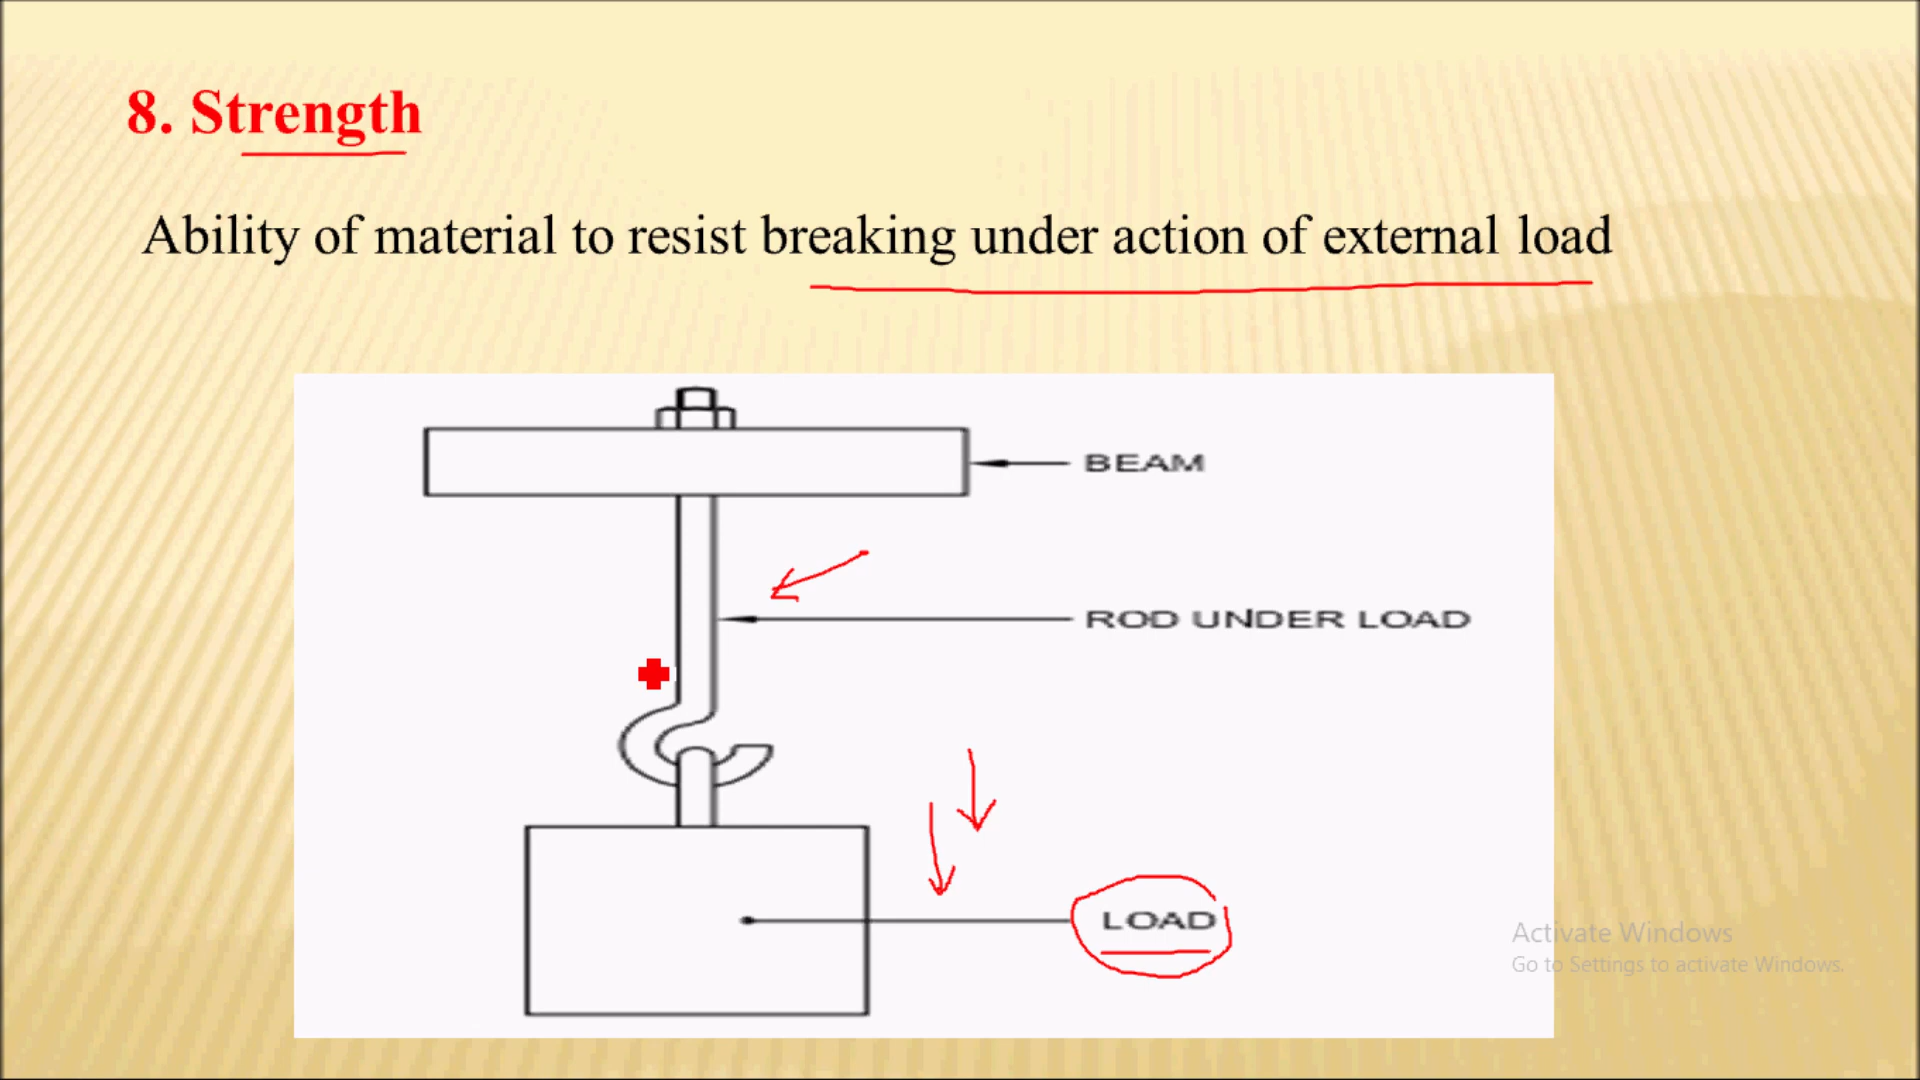 8. Strength
Ability of material to resist breaking under action of external load
BEAM
ROD UNDER LOAD
LOAD
Activate Windows
Go to Settings to activate Windows.